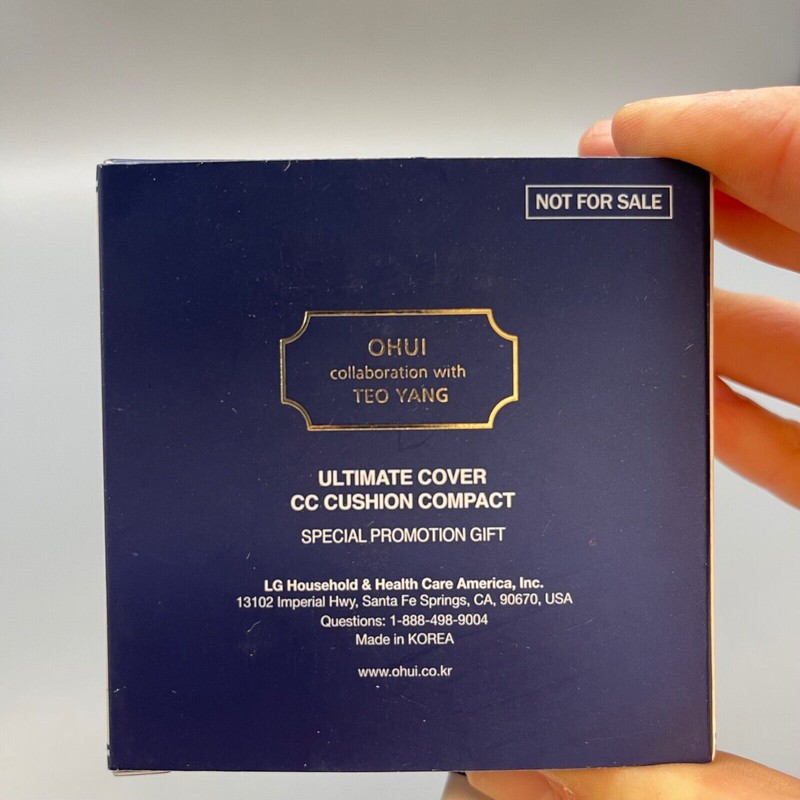 NOT FOR SALE
OHUI
collaboration with
TEO YANG
ULTIMATE COVER
CC CUSHION COMPACT
SPECIAL PROMOTION GIFT
LG Household & Health Care America, Inc.
13102 Imperial Hwy, Santa Fe Springs, CA, 90670, USA
Questions: 1-888-498-9004
Made in KOREA
www.ohui.co.kr